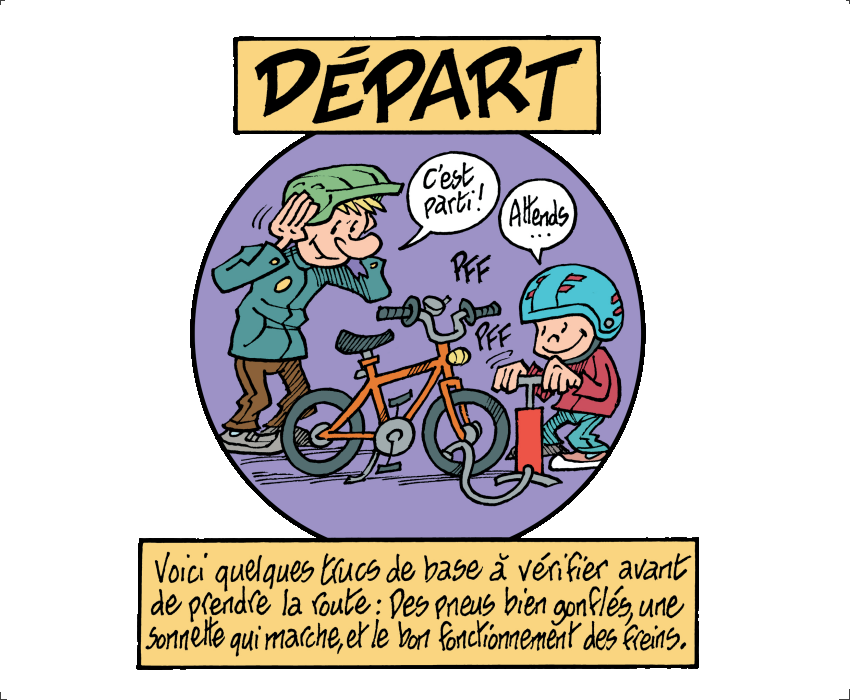 DÉPART
C'est
parti!
Attends
...
PFF
PFF
Voici quelques trucs de base à vérifier avant
de prendre la route : Des pneus bien gonflés, une
sonnette qui marche, et le bon fonctionnement des freins.